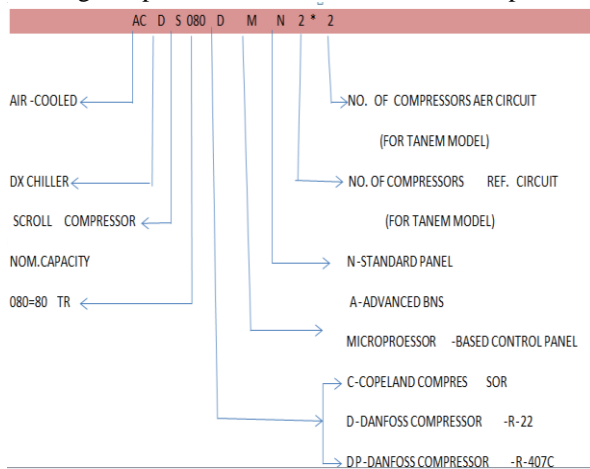 AC D S 080 D M N 2 * 2
AIR -COOLED
NO. OF COMPRESSORS AER CIRCUIT
(FOR TANEM MODEL)
DX CHILLER
NO. OF COMPRESSORS REF. CIRCUIT
SCROLL COMPRESSOR
(FOR TANEM MODEL)
NOM.CAPACITY
N-STANDARD PANEL
080=80 TR
A-ADVANCED BNS
MICROPROESSOR -BASED CONTROL PANEL
C-COPELAND COMPRES SOR
D-DANFOSS COMPRESSOR -R-22
DP-DANFOSS COMPRESSOR -R-407C